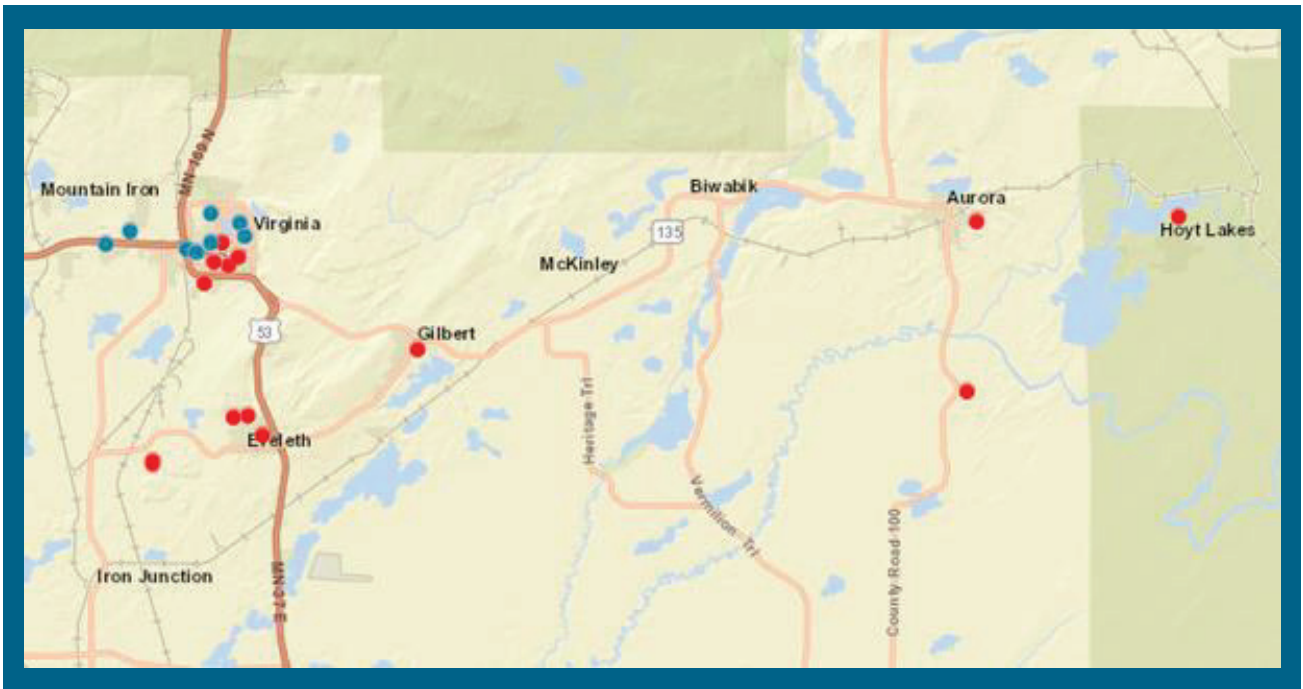 MN 169 N
Mountain Iron
Biwabik
Aurora
Virginia
135
Hoyt Lakes
McKinley
53
Gilbert
Heritage Trl
Eveleth
Vermilion Trl
County Road 100
Iron Junction
MN 37 E